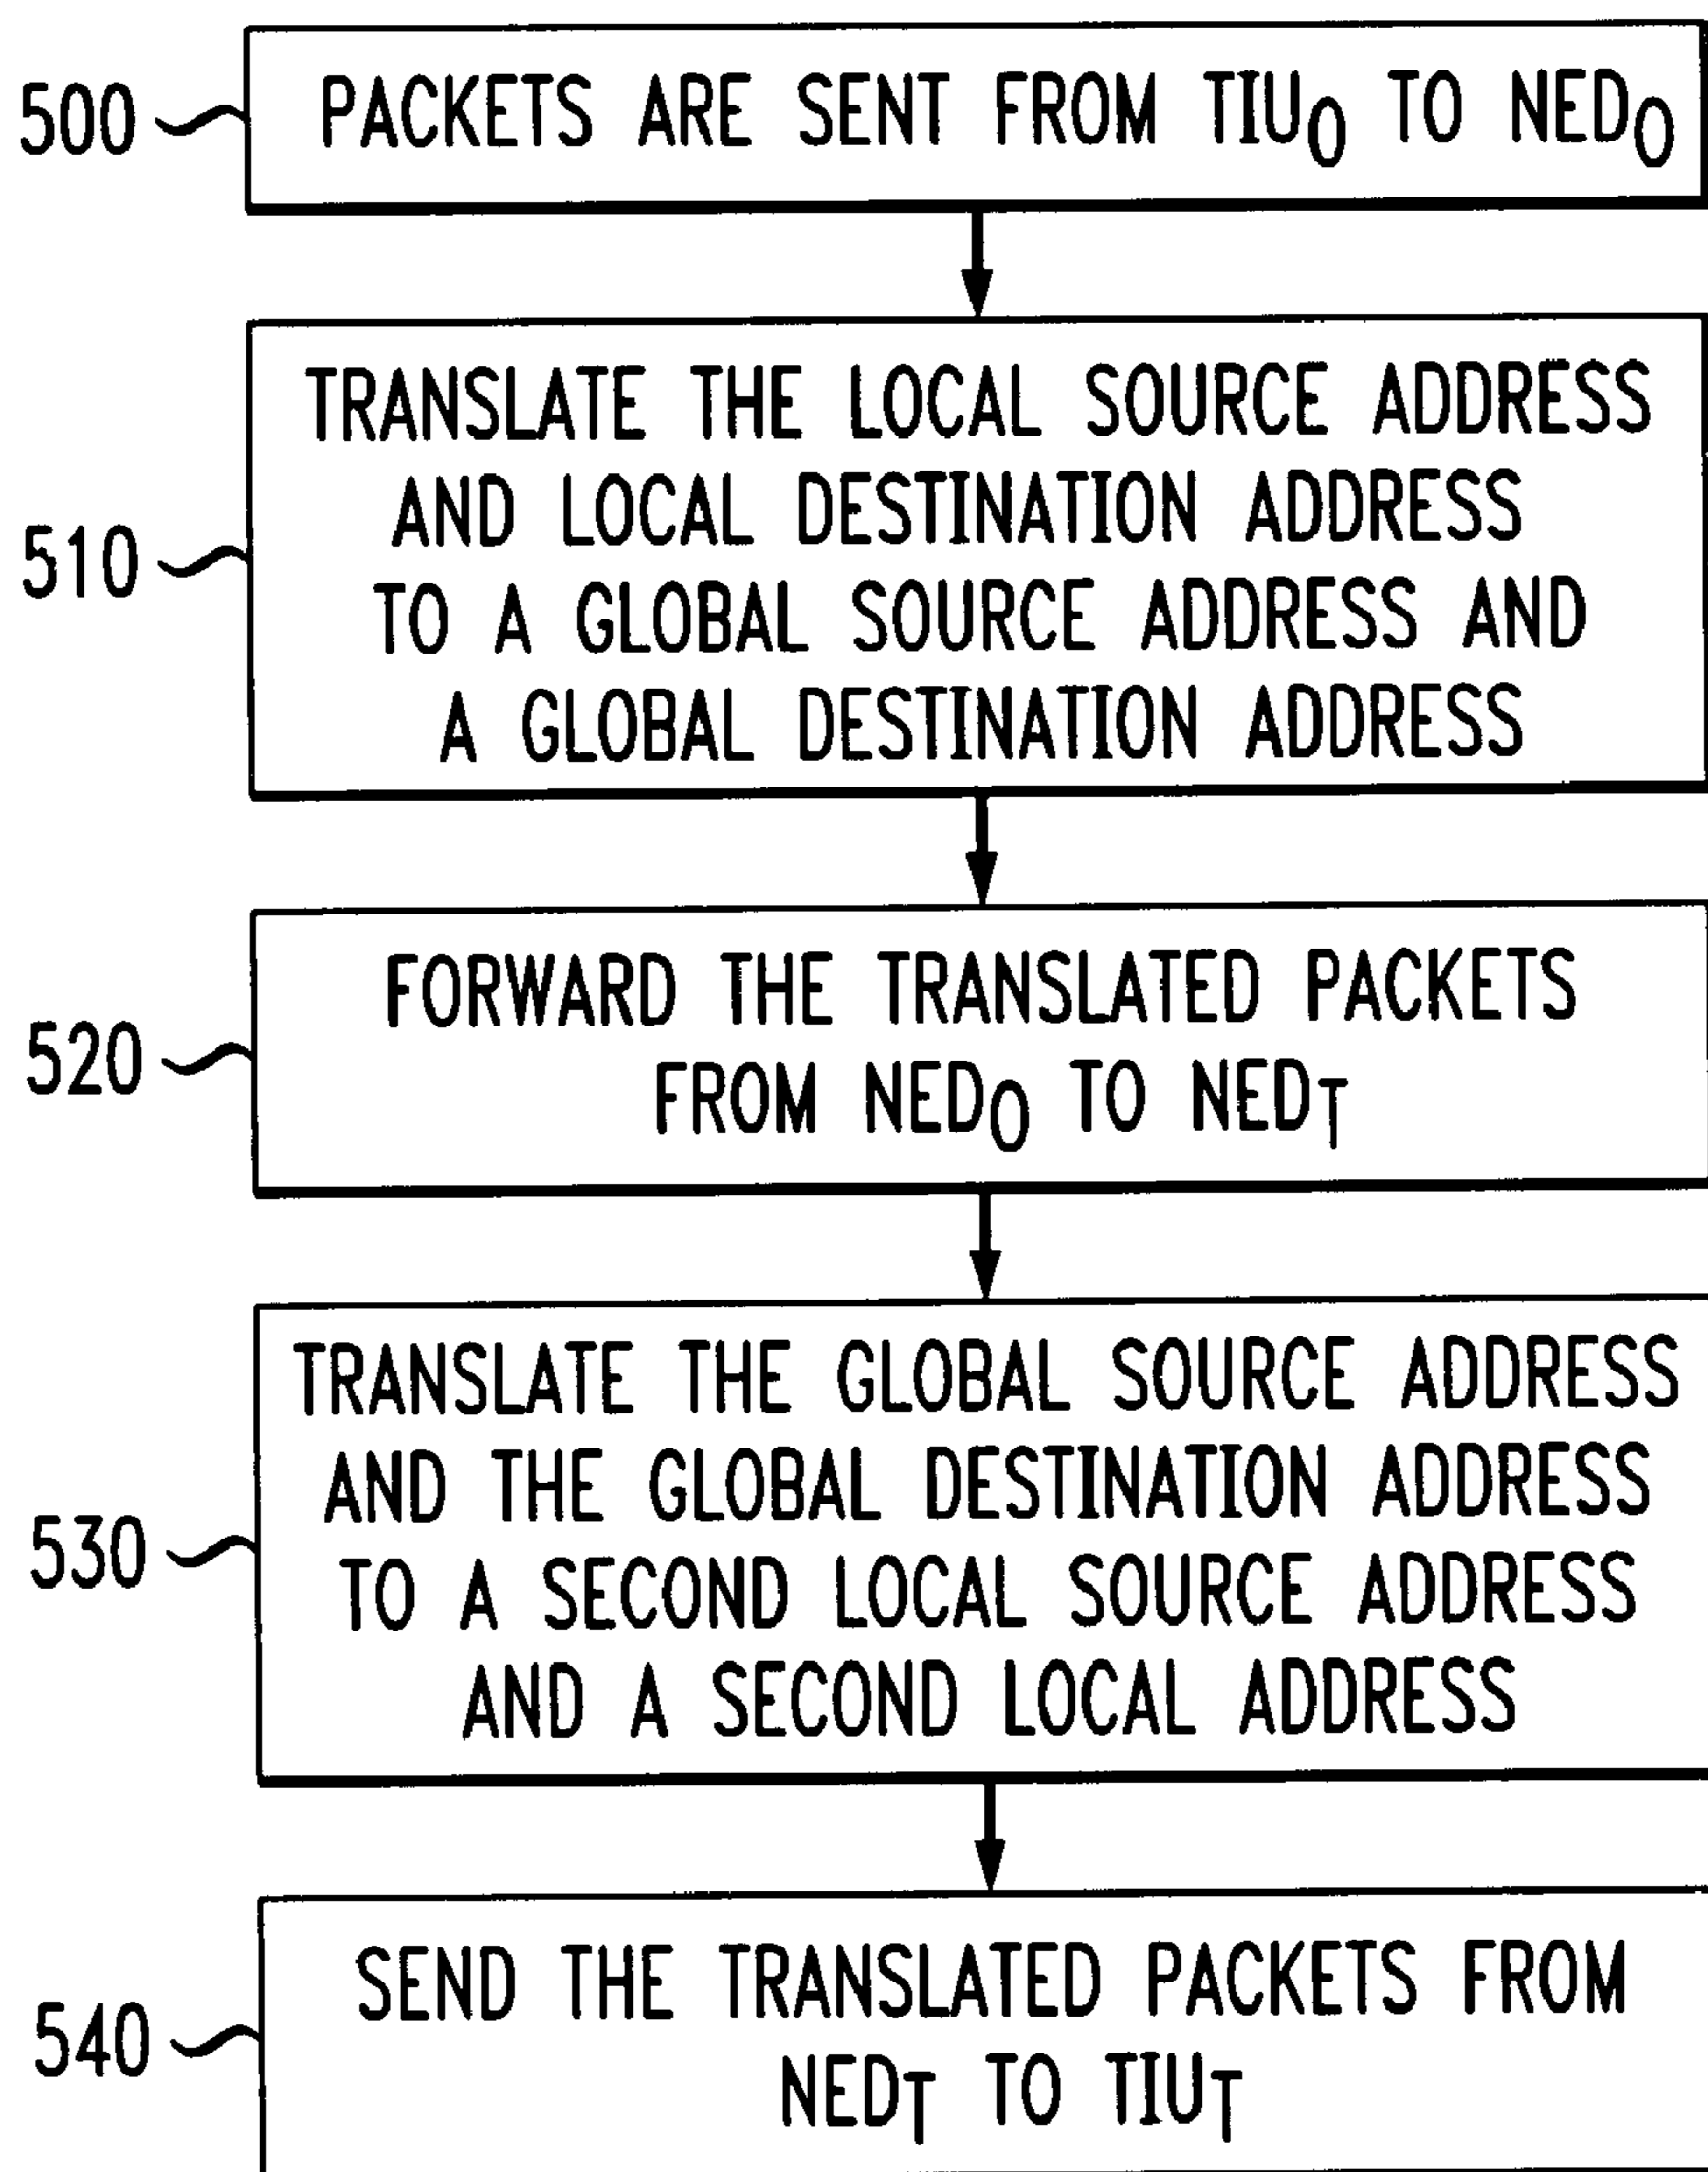 500
PACKETS ARE SENT FROM TIUO TO NEDO
510
TRANSLATE THE LOCAL SOURCE ADDRESS
AND LOCAL DESTINATION ADDRESS
TO A GLOBAL SOURCE ADDRESS AND
A GLOBAL DESTINATION ADDRESS
520
FORWARD THE TRANSLATED PACKETS
FROM NEDO TO NEDT
530
TRANSLATE THE GLOBAL SOURCE ADDRESS
AND THE GLOBAL DESTINATION ADDRESS
TO A SECOND LOCAL SOURCE ADDRESS
AND A SECOND LOCAL ADDRESS
540
SEND THE TRANSLATED PACKETS FROM
NEDT TO TIUT